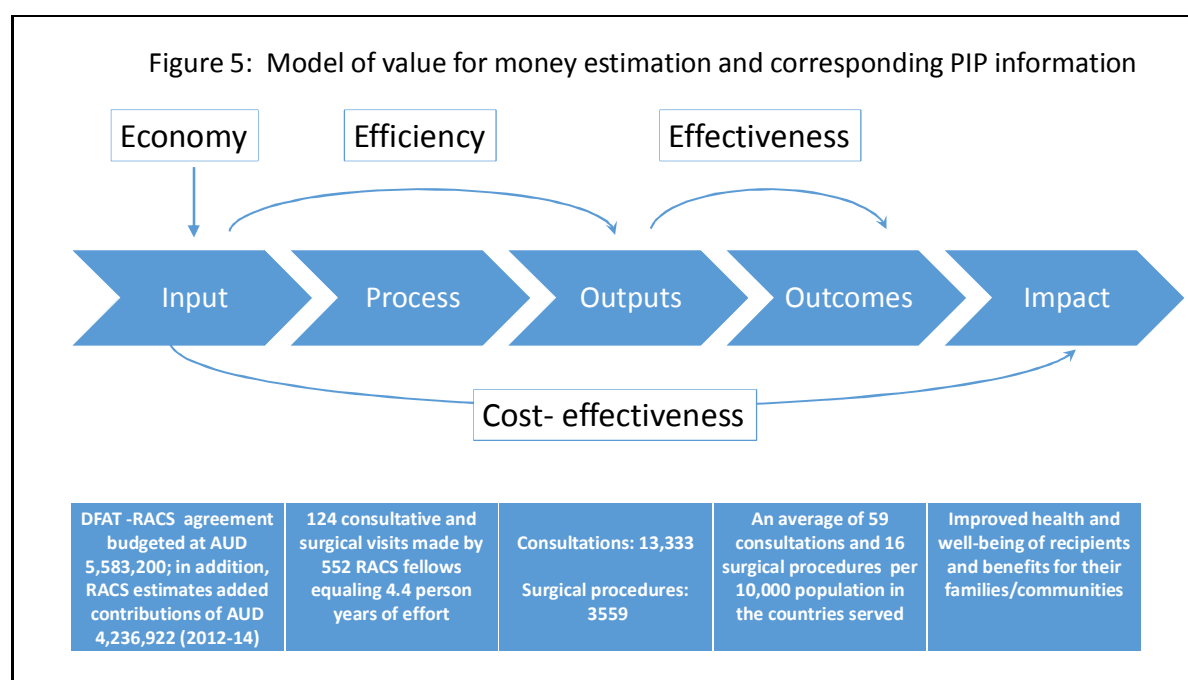 Figure 5: Model of value for money estimation and corresponding PIP information
Economy
Efficiency
Effectiveness
Input
Process
Outputs
Outcomes
Impact
Cost- effectiveness
DFAT -RACS agreement
budgeted at AUD
5,583,200; in addition,
RACS estimates added
contributions of AUD
4,236,922 (2012-14)
124 consultative and
surgical visits made by
552 RACS fellows
equaling 4.4 person
years of effort
Consultations: 13,333
Surgical procedures:
3559
An average of 59
consultations and 16
surgical procedures per
10,000 population in
the countries served
Improved health and
well-being of recipients
and benefits for their
families/communities